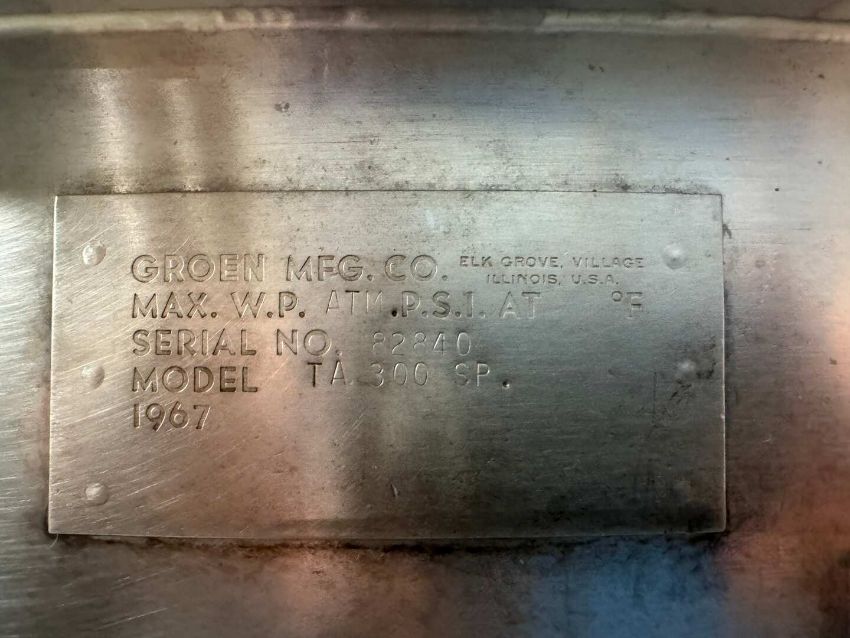 GROEN MFG. CO. ELK GROVE, VILLAGE
ILLINOIS, U.S.A.
MAX. W.P. ATM. P.S.I. AT °F
SERIAL NO. 82840
MODEL TA 300 SP.
1967